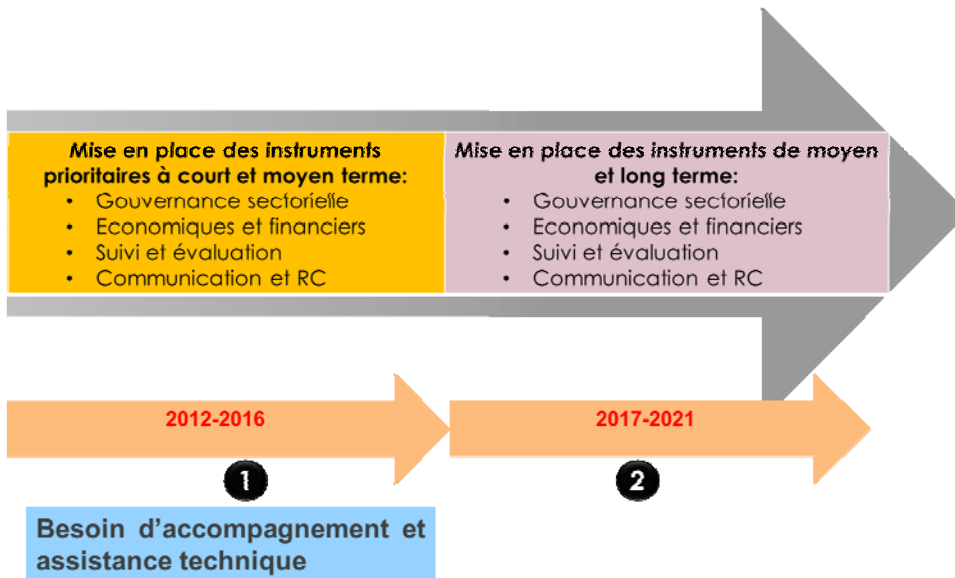 Mise en place des instruments
prioritaires à court et moyen terme:
• Gouvernance sectorielle
• Economiques et financiers
• Suivi et évaluation
• Communication et RC
Mise en place des instruments de moyen
et long terme:
• Gouvernance sectorielle
• Economiques et financiers
• Suivi et évaluation
• Communication et RC
2012-2016
2017-2021
1
2
Besoin d'accompagnement et
assistance technique